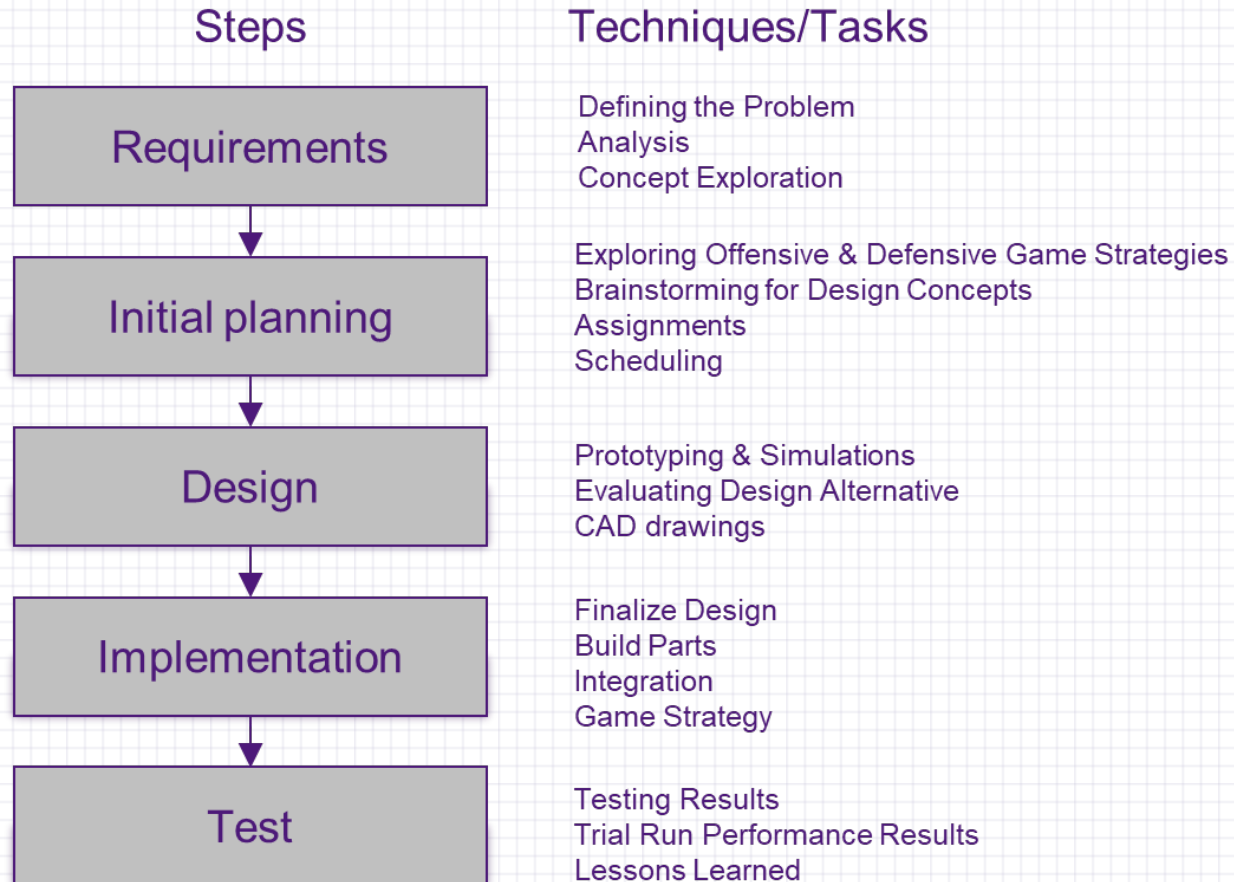 Steps
Techniques/Tasks
Requirements
Defining the Problem
Analysis
Concept Exploration
Initial planning
Exploring Offensive & Defensive Game Strategies
Brainstorming for Design Concepts
Assignments
Scheduling
Design
Prototyping & Simulations
Evaluating Design Alternative
CAD drawings
Implementation
Finalize Design
Build Parts
Integration
Game Strategy
Test
Testing Results
Trial Run Performance Results
Lessons Learned